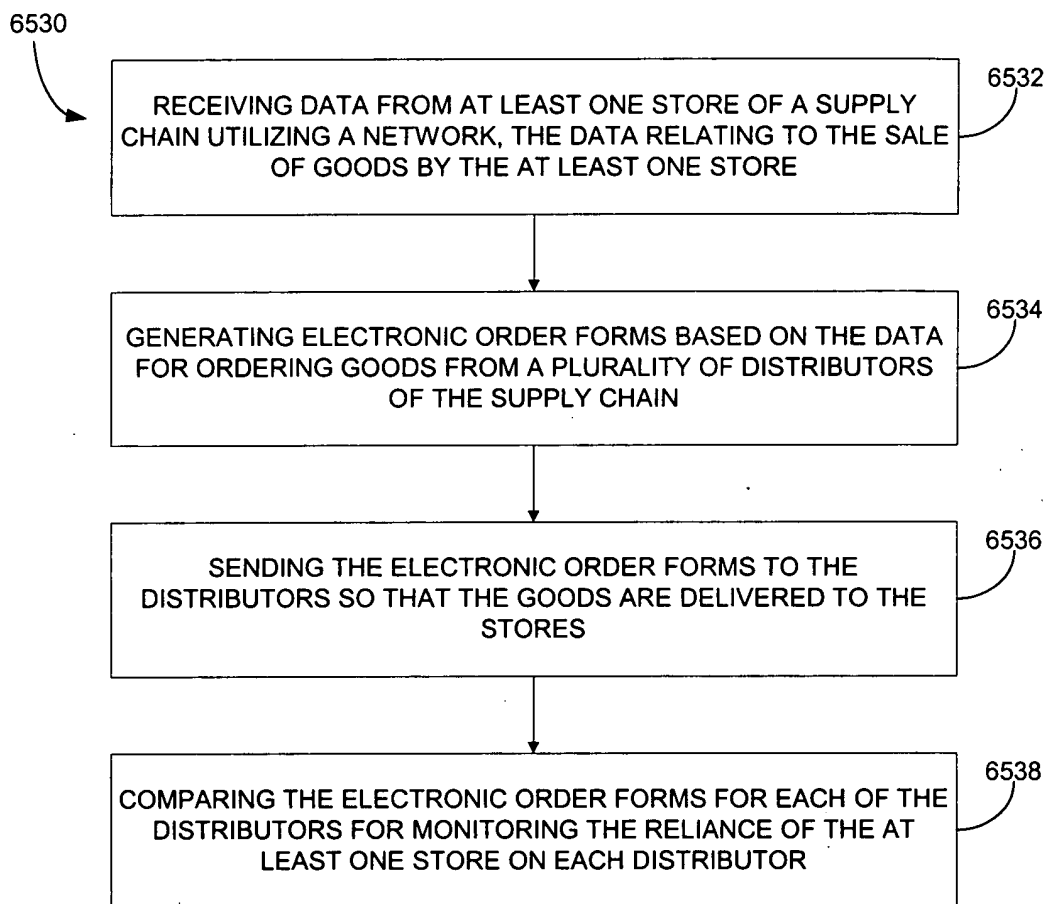 6530
6532
RECEIVING DATA FROM AT LEAST ONE STORE OF A SUPPLY
CHAIN UTILIZING A NETWORK, THE DATA RELATING TO THE SALE
OF GOODS BY THE AT LEAST ONE STORE
6534
GENERATING ELECTRONIC ORDER FORMS BASED ON THE DATA
FOR ORDERING GOODS FROM A PLURALITY OF DISTRIBUTORS
OF THE SUPPLY CHAIN
6536
SENDING THE ELECTRONIC ORDER FORMS TO THE
DISTRIBUTORS SO THAT THE GOODS ARE DELIVERED TO THE
STORES
6538
COMPARING THE ELECTRONIC ORDER FORMS FOR EACH OF THE
DISTRIBUTORS FOR MONITORING THE RELIANCE OF THE AT
LEAST ONE STORE ON EACH DISTRIBUTOR